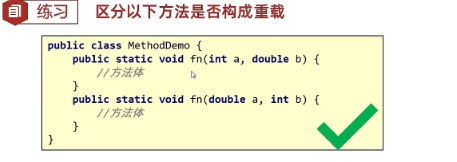 练习 区分以下方法是否构成重载
public class MethodDemo {
    public static void fn(int a, double b) {
        //方法体
    }
    public static void fn(double a, int b) {
        //方法体
    }
}